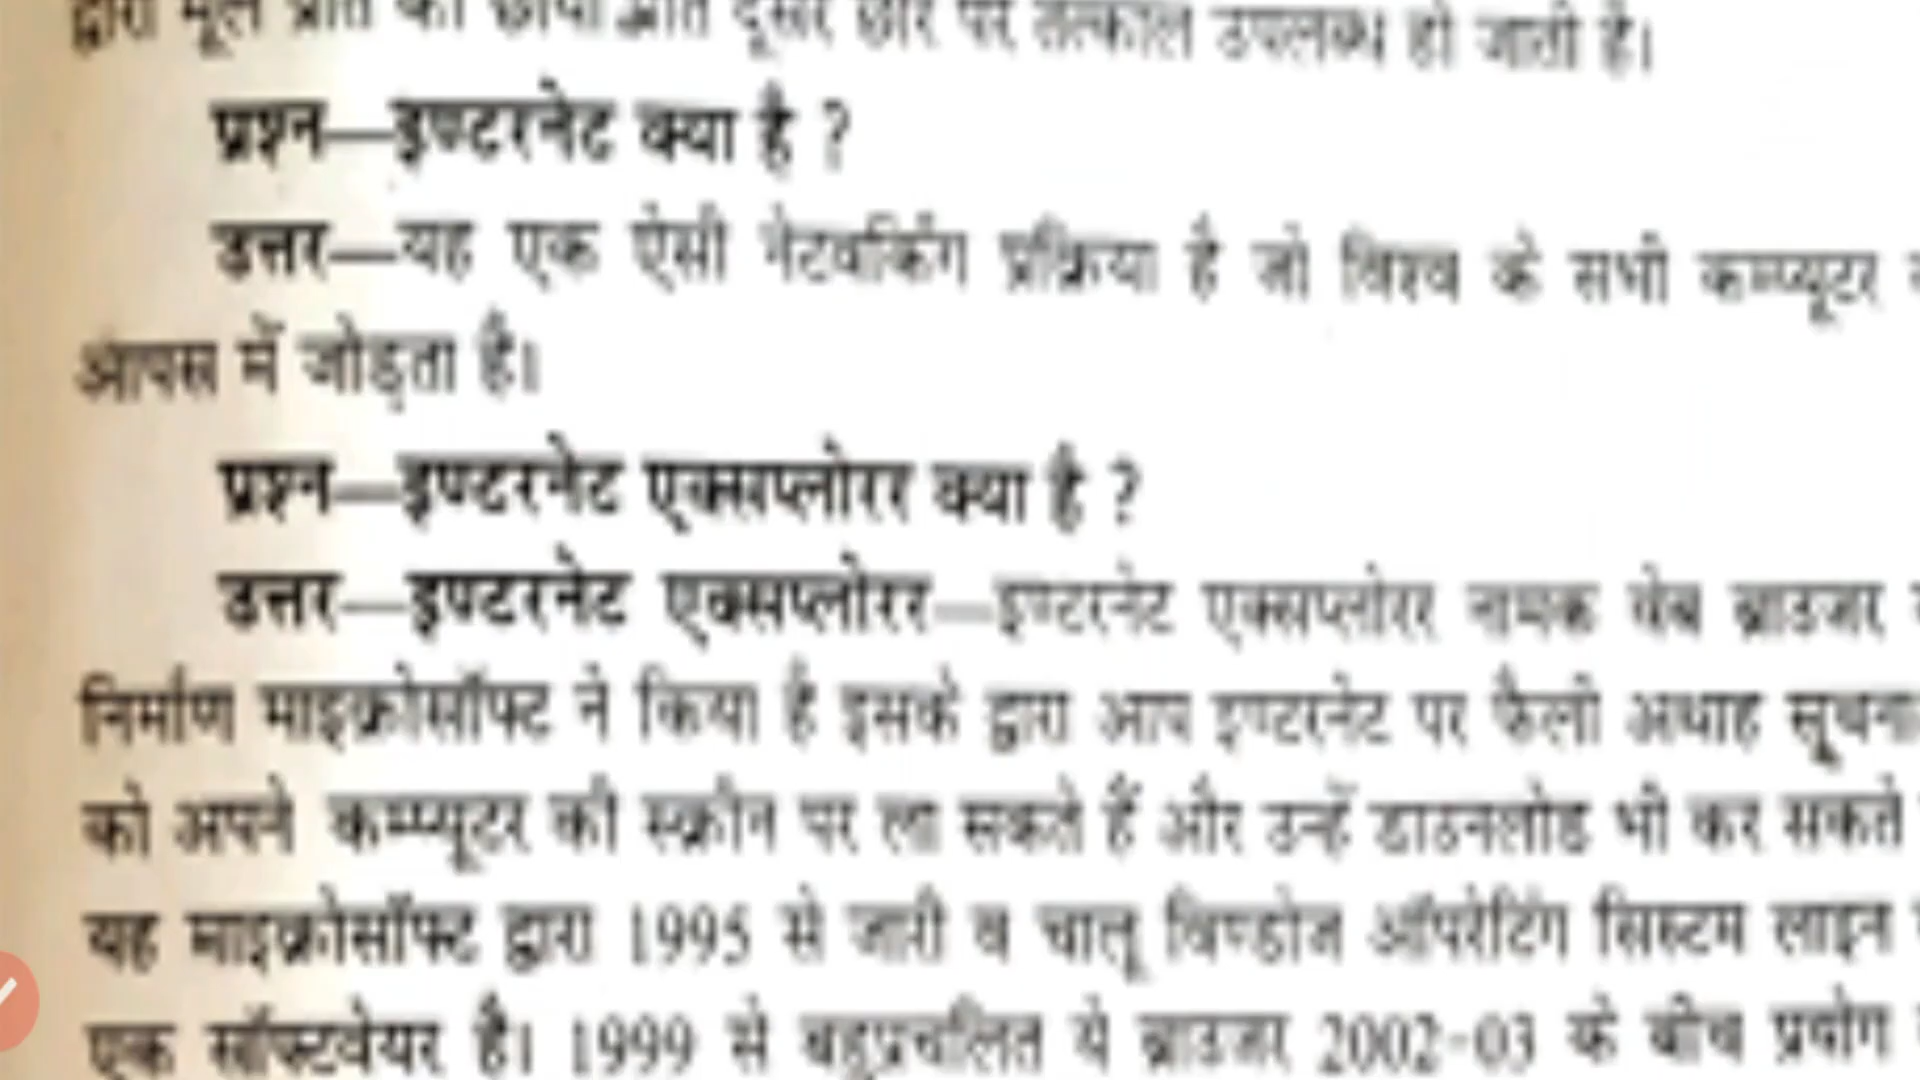 द्वारा मूल प्रति की छाया प्रति दूसरे छोर पर तत्काल उपलब्ध हो जाती है।
प्रश्न—इण्टरनेट क्या है ?
उत्तर—यह एक ऐसी नेटवर्किंग प्रक्रिया है जो विश्व के सभी कम्प्यूटर
आपस में जोड़ता है।
प्रश्न—इण्टरनेट एक्सप्लोरर क्या है ?
उत्तर—इण्टरनेट एक्सप्लोरर—इण्टरनेट एक्सप्लोरर नामक वेब ब्राउजर
निर्माण माइक्रोसॉफ्ट ने किया है इसके द्वारा आप इण्टरनेट पर फैली अथाह सूचना
को अपने कम्प्यूटर की स्क्रीन पर ला सकते हैं और उन्हें डाउनलोड भी कर सकते
यह माइक्रोसॉफ्ट द्वारा 1995 से जारी व चालू विण्डोज ऑपरेटिंग सिस्टम लाइन
एक सॉफ्टवेयर है। 1999 से बहुप्रचलित ये ब्राउजर 2002-03 के बीच प्रयोग